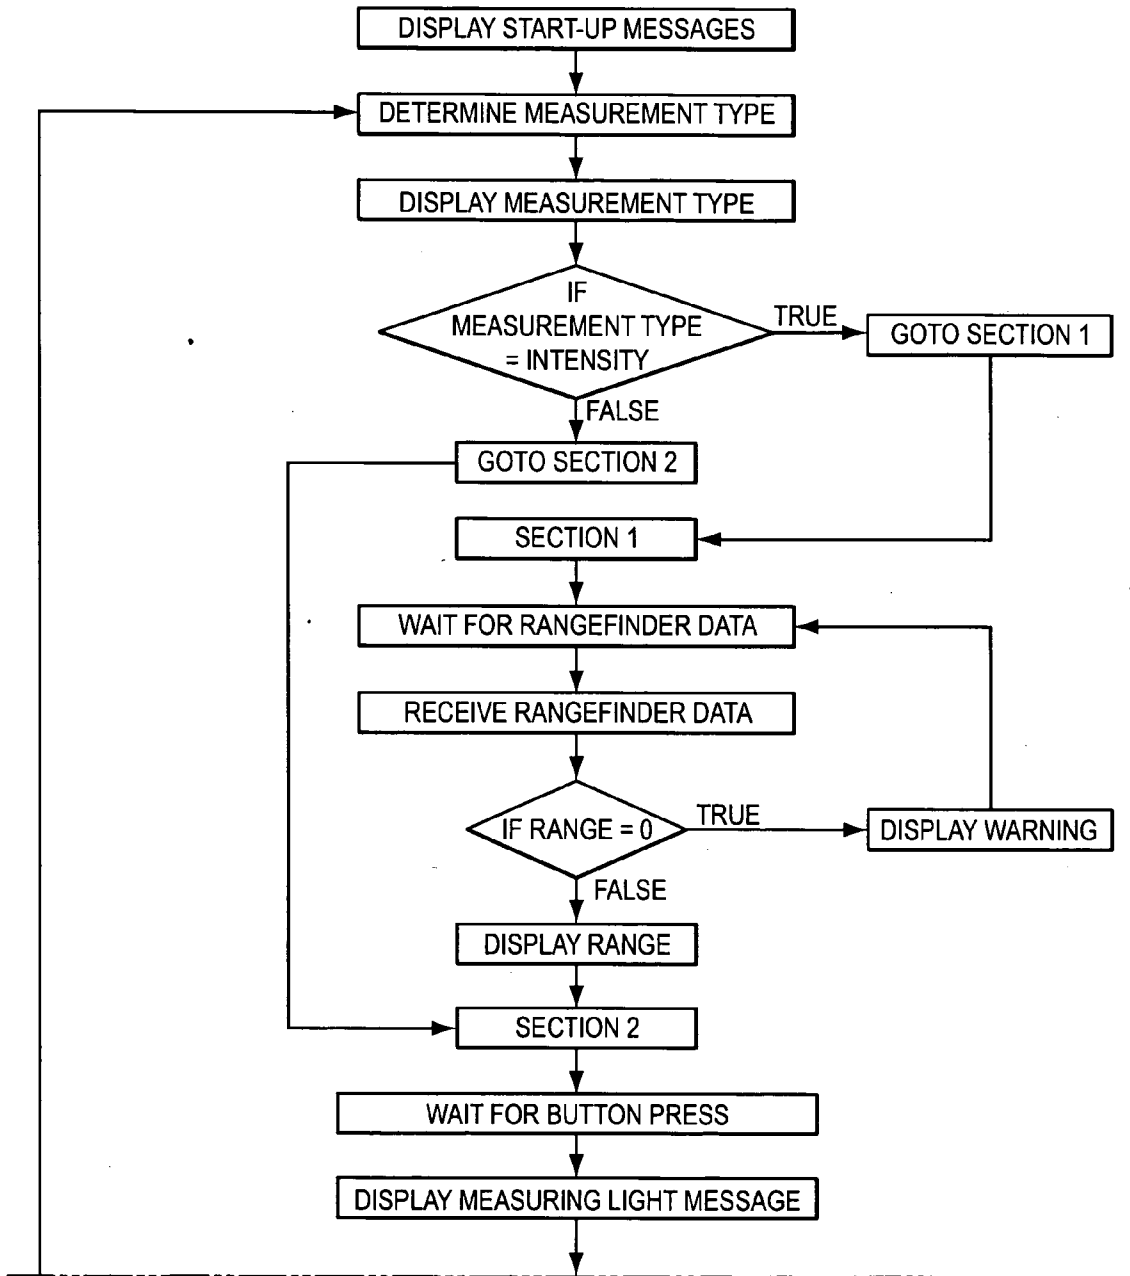 DISPLAY START-UP MESSAGES
DETERMINE MEASUREMENT TYPE
DISPLAY MEASUREMENT TYPE
IF
MEASUREMENT TYPE
= INTENSITY
TRUE
GOTO SECTION 1
FALSE
GOTO SECTION 2
SECTION 1
WAIT FOR RANGEFINDER DATA
RECEIVE RANGEFINDER DATA
IF RANGE = 0
TRUE
DISPLAY WARNING
FALSE
DISPLAY RANGE
SECTION 2
WAIT FOR BUTTON PRESS
DISPLAY MEASURING LIGHT MESSAGE